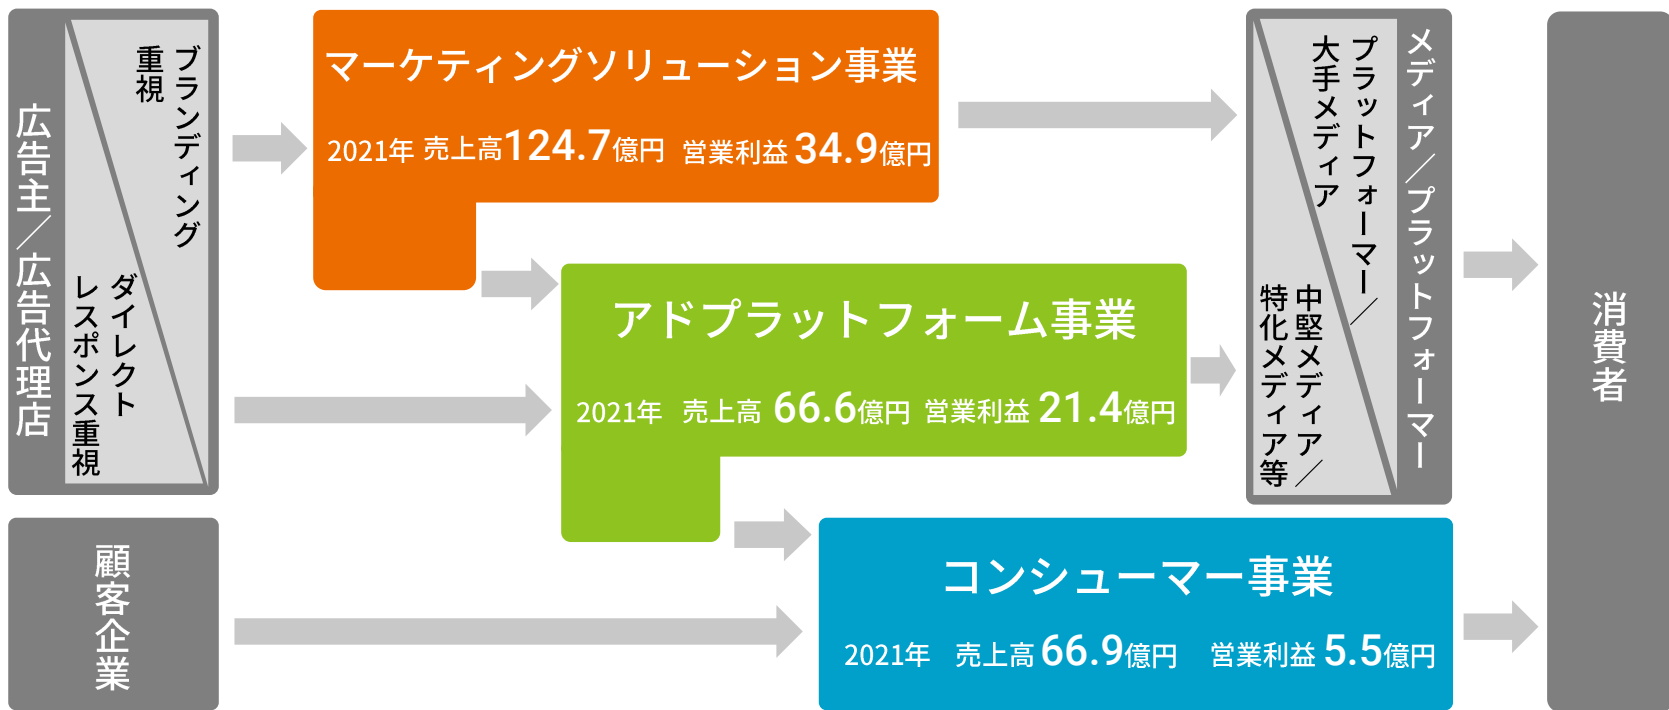 広告主／広告代理店
ブランディング
重視
ダイレクト
レスポンス重視
顧客企業
マーケティングソリューション事業
2021年 売上高124.7億円 営業利益34.9億円
アドプラットフォーム事業
2021年 売上高 66.6億円 営業利益21.4億円
コンシューマー事業
2021年 売上高66.9億円 営業利益5.5億円
メディア／プラットフォーマー
プラットフォーマー／
大手メディア
中堅メディア／
特化メディア等
消費者